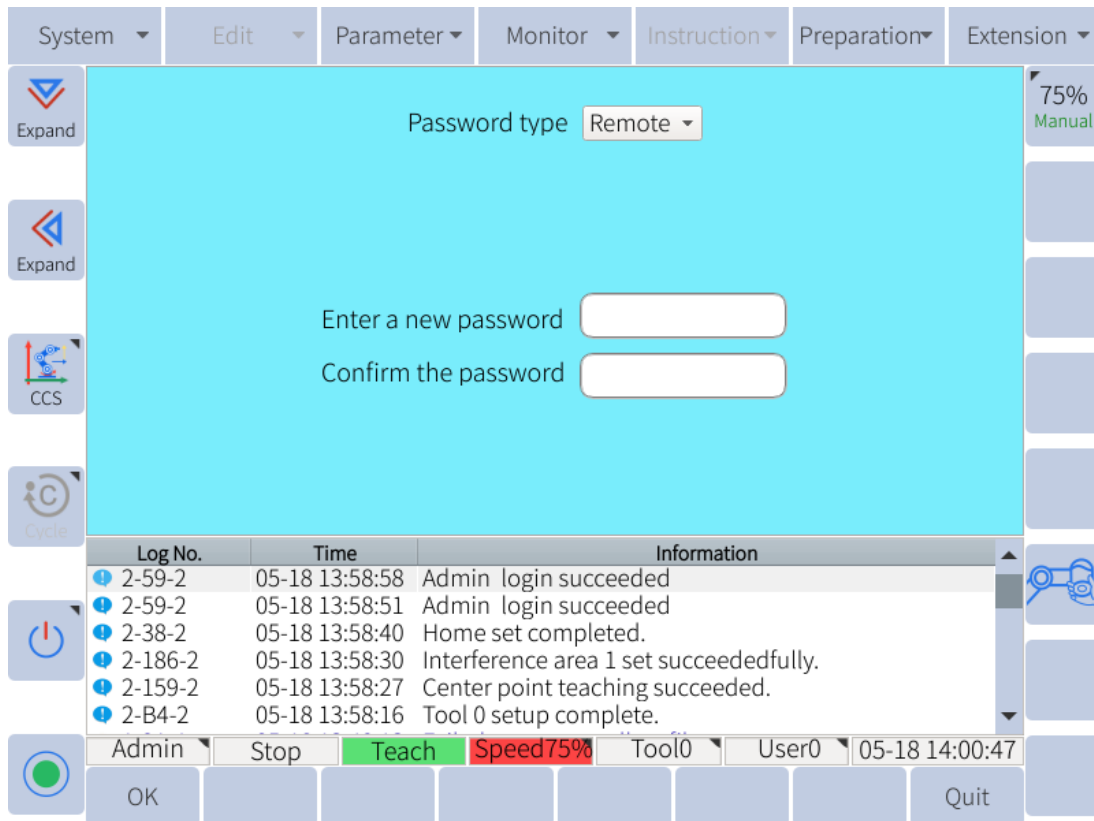 System Edit Parameter Monitor Instruction Preparation Extension
Expand
75%
Manual
Password type Remote
Expand
Enter a new password
Confirm the password
CCS
Cycle
Log No. Time Information
2-59-2 05-18 13:58:58 Admin login succeeded
2-59-2 05-18 13:58:51 Admin login succeeded
2-38-2 05-18 13:58:40 Home set completed.
2-186-2 05-18 13:58:30 Interference area 1 set succeededfully.
2-159-2 05-18 13:58:27 Center point teaching succeeded.
2-B4-2 05-18 13:58:16 Tool 0 setup complete.
Admin Stop Teach Speed75% Tool0 User0 05-18 14:00:47
OK Quit